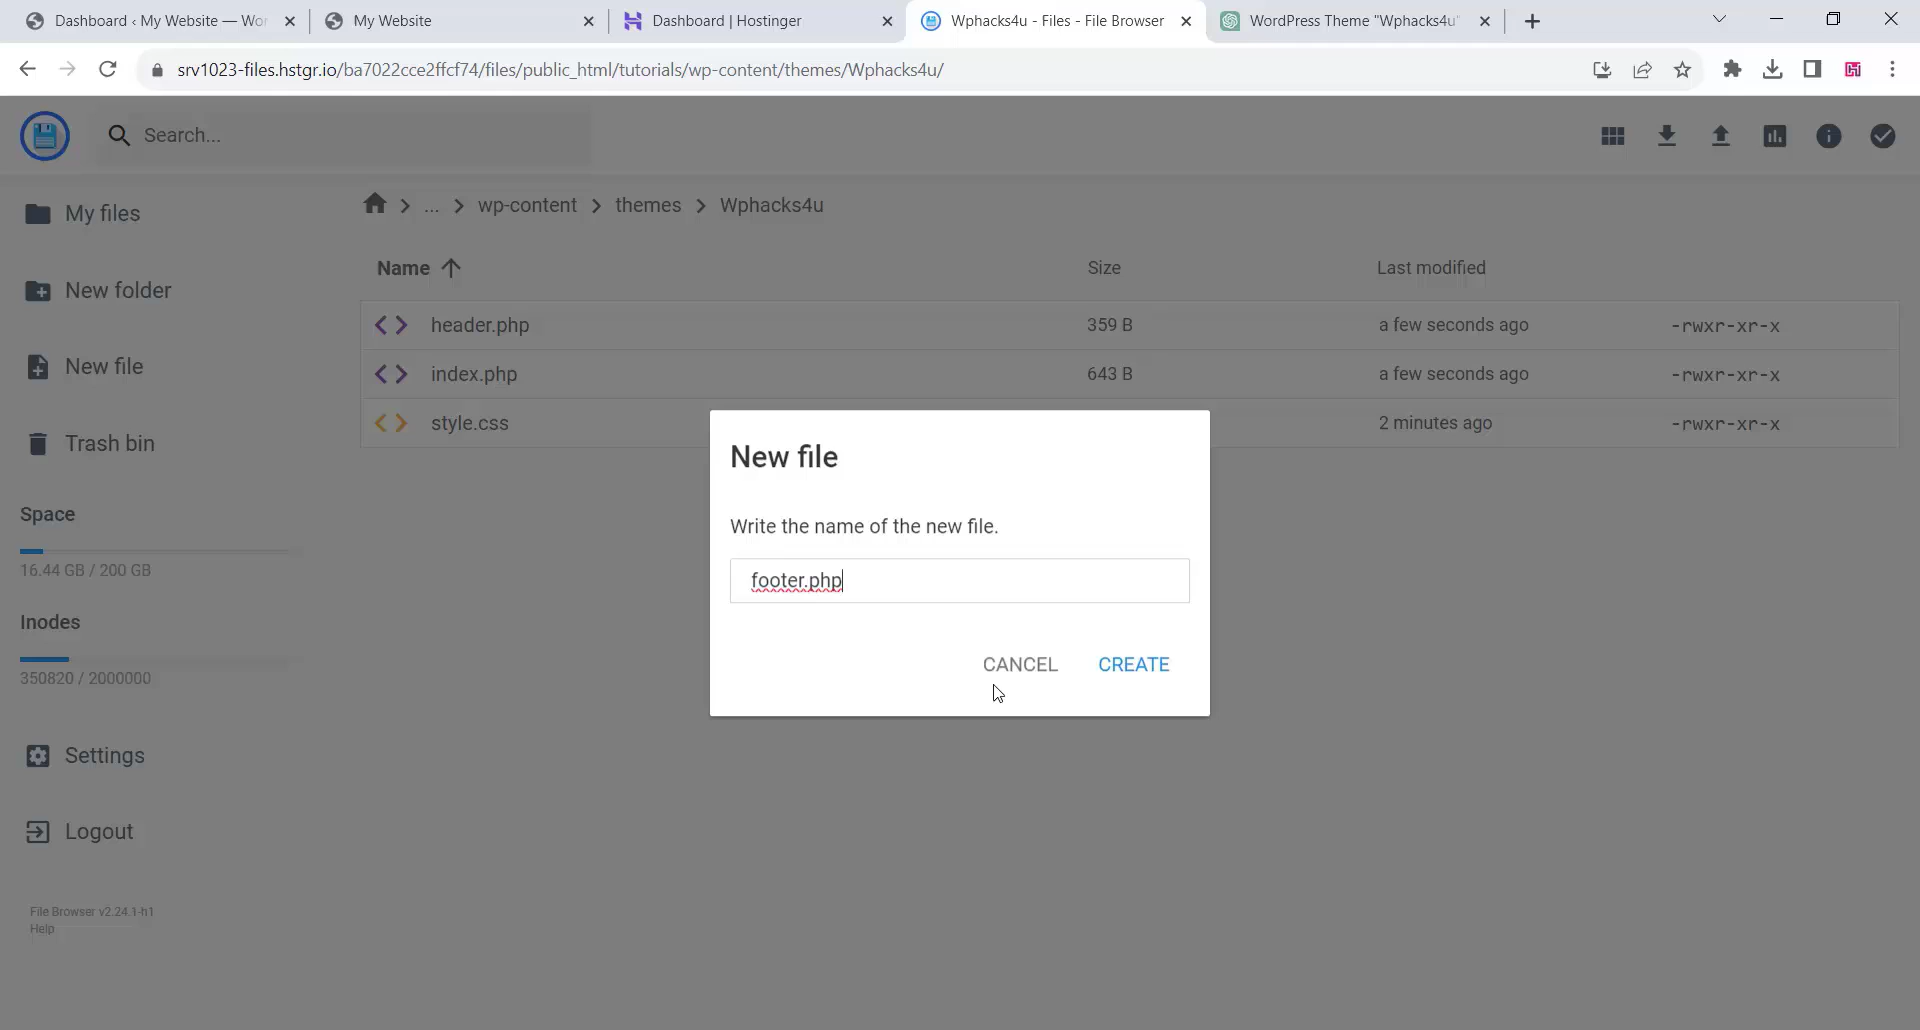 Dashboard ‹ My Website — Wor
My Website
Dashboard | Hostinger
Wphacks4u - Files - File Browser
WordPress Theme "Wphacks4u"
srv1023-files.hstgr.io/ba7022cce2ffcf74/files/public_html/tutorials/wp-content/themes/Wphacks4u/
Search...
My files
... wp-content themes Wphacks4u
New folder
Name Size Last modified
header.php 359 B a few seconds ago -rwxr-xr-x
New file
index.php 643 B a few seconds ago -rwxr-xr-x
style.css 2 minutes ago -rwxr-xr-x
Trash bin
New file
Write the name of the new file.
footer.php
CANCEL CREATE
Space
16.44 GB / 200 GB
Inodes
350820 / 2000000
Settings
Logout
File Browser v2.24.1-h1
Help